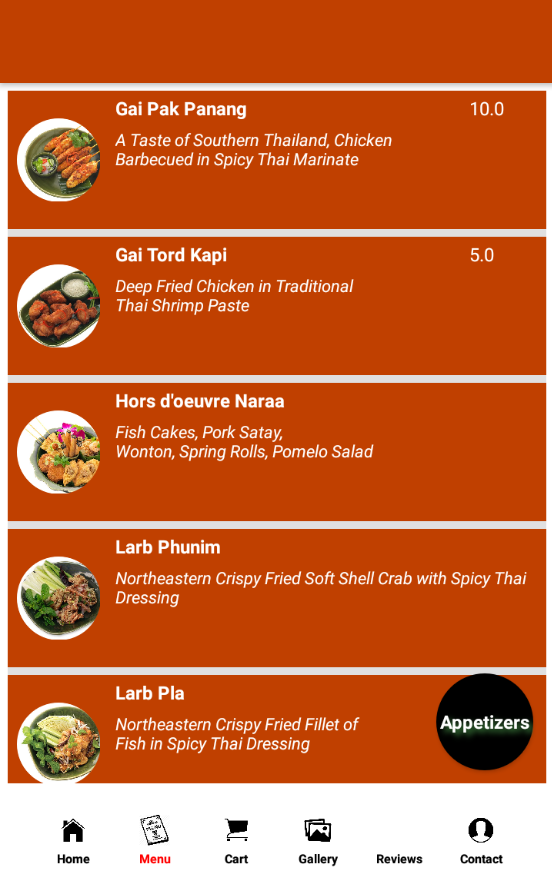 Gai Pak Panang 10.0
A Taste of Southern Thailand, Chicken
Barbecued in Spicy Thai Marinate
Gai Tord Kapi 5.0
Deep Fried Chicken in Traditional
Thai Shrimp Paste
Hors d'oeuvre Naraa
Fish Cakes, Pork Satay,
Wonton, Spring Rolls, Pomelo Salad
Larb Phunim
Northeastern Crispy Fried Soft Shell Crab with Spicy Thai
Dressing
Larb Pla
Northeastern Crispy Fried Fillet of
Fish in Spicy Thai Dressing
Appetizers
Home Menu Cart Gallery Reviews Contact